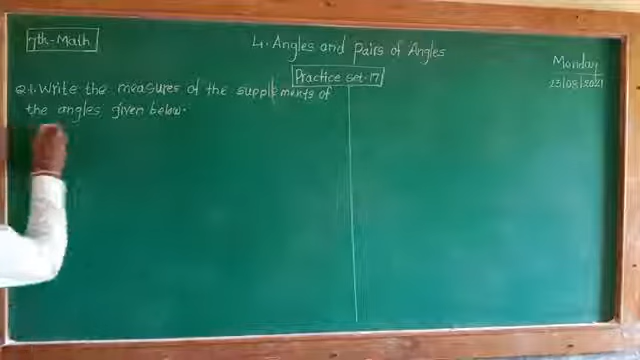 7th-Math
4. Angles and Pairs of Angles
Monday
23/08/2021
Practice set-17
Q.1. Write the measures of the supplements of
the angles given below.